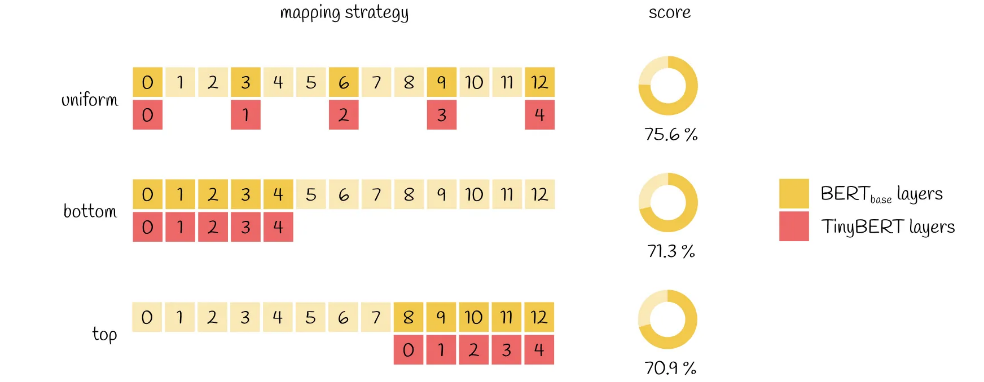 mapping strategy score
0 1 2 3 4 5 6 7 8 9 10 11 12
uniform
0 1 2 3 4
75.6 %
0 1 2 3 4 5 6 7 8 9 10 11 12
bottom
0 1 2 3 4
71.3 %
BERTbase layers
TinyBERT layers
0 1 2 3 4 5 6 7 8 9 10 11 12
top
0 1 2 3 4
70.9 %